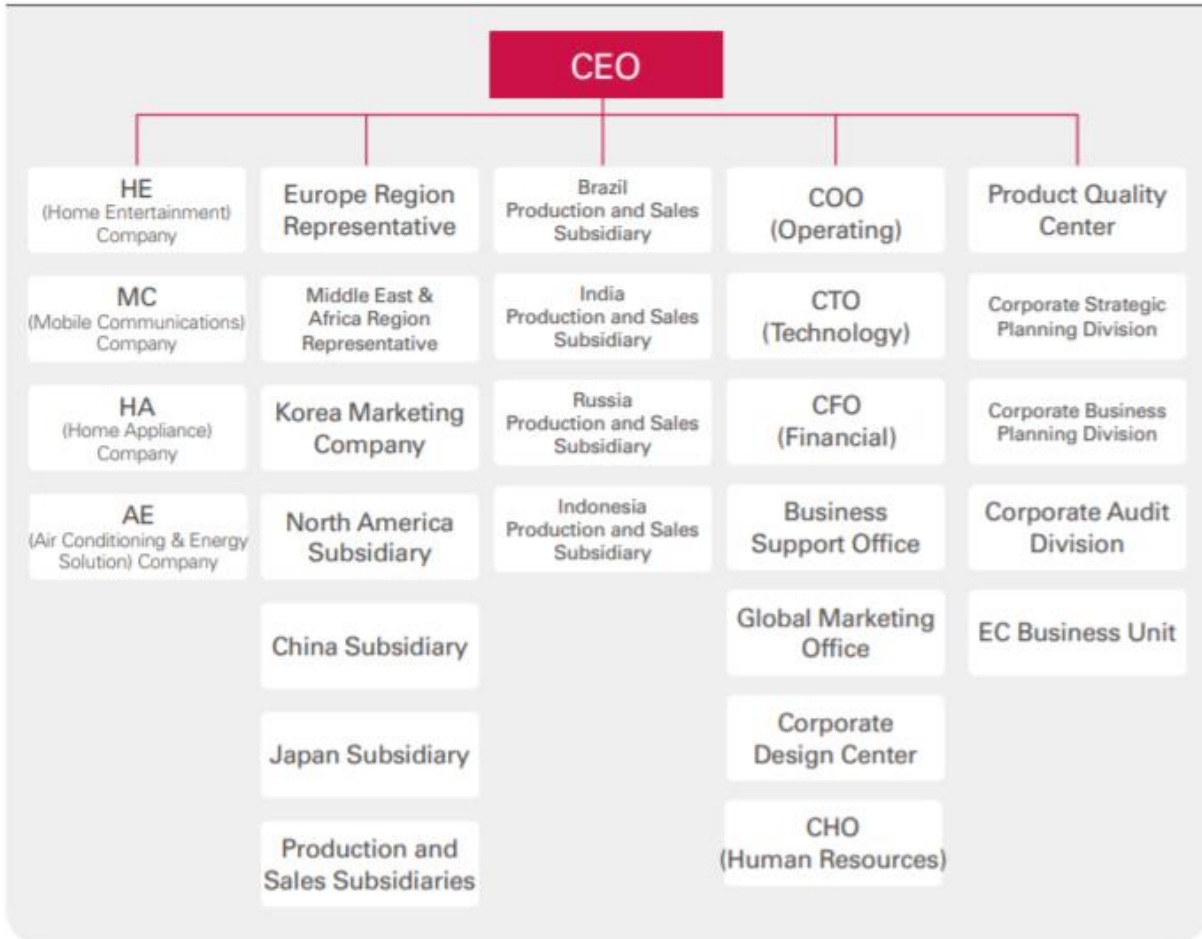 CEO
HE
(Home Entertainment)
Company
MC
(Mobile Communications)
Company
HA
(Home Appliance)
Company
AE
(Air Conditioning & Energy
Solution) Company
Europe Region
Representative
Middle East &
Africa Region
Representative
Korea Marketing
Company
North America
Subsidiary
China Subsidiary
Japan Subsidiary
Production and
Sales Subsidiaries
Brazil
Production and Sales
Subsidiary
India
Production and Sales
Subsidiary
Russia
Production and Sales
Subsidiary
Indonesia
Production and Sales
Subsidiary
COO
(Operating)
CTO
(Technology)
CFO
(Financial)
Business
Support Office
Global Marketing
Office
Corporate
Design Center
CHO
(Human Resources)
Product Quality
Center
Corporate Strategic
Planning Division
Corporate Business
Planning Division
Corporate Audit
Division
EC Business Unit